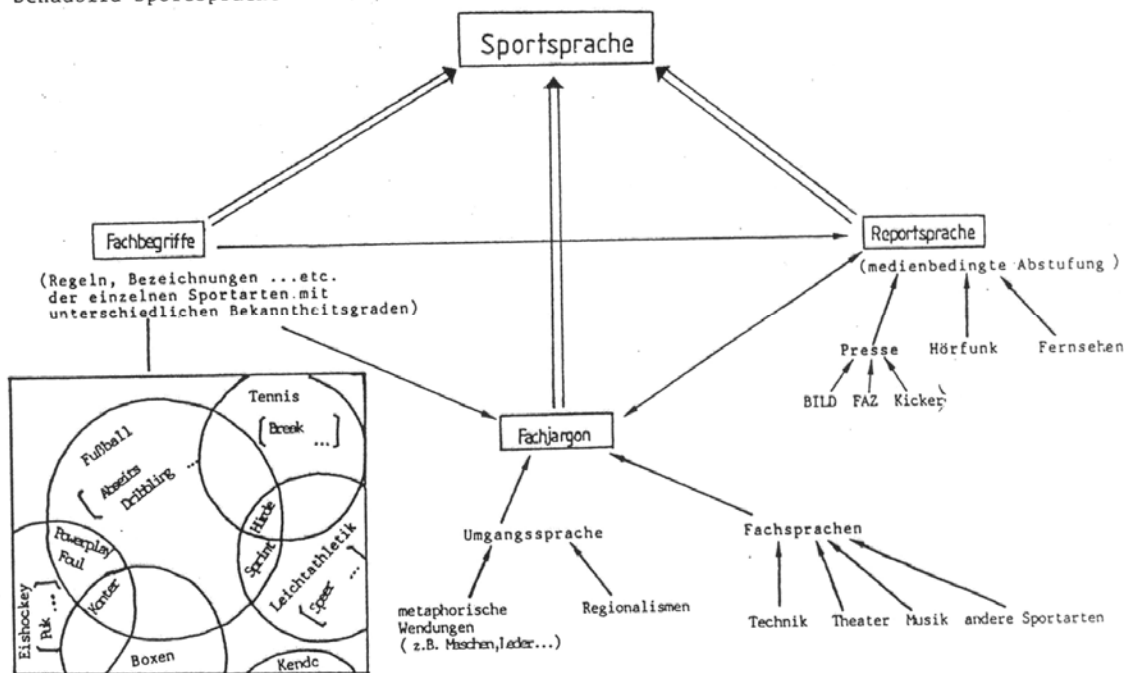 Schaubild Sportsprache
Sportsprache
Fachbegriffe
Reportsprache
(Regeln, Bezeichnungen ...etc.
der einzelnen Sportarten mit
unterschiedlichen Bekanntheitsgraden)
(medienbedingte Abstufung)
Presse Hörfunk Fernsehen
BILD FAZ Kicker
Fachjargon
Umgangssprache
Fachsprachen
metaphorische
Wendungen
(z.B. Maschen, Leder...)
Regionalismen
Technik Theater Musik andere Sportarten
Tennis
[Break
...]
Fußball
[Abseits
Dribbling ...
Hürde
Sprint
Powerplay
Foul
Konter
Leichtathletik
[Speer ...]
Eishockey
[Puk ...]
Boxen
Kendo